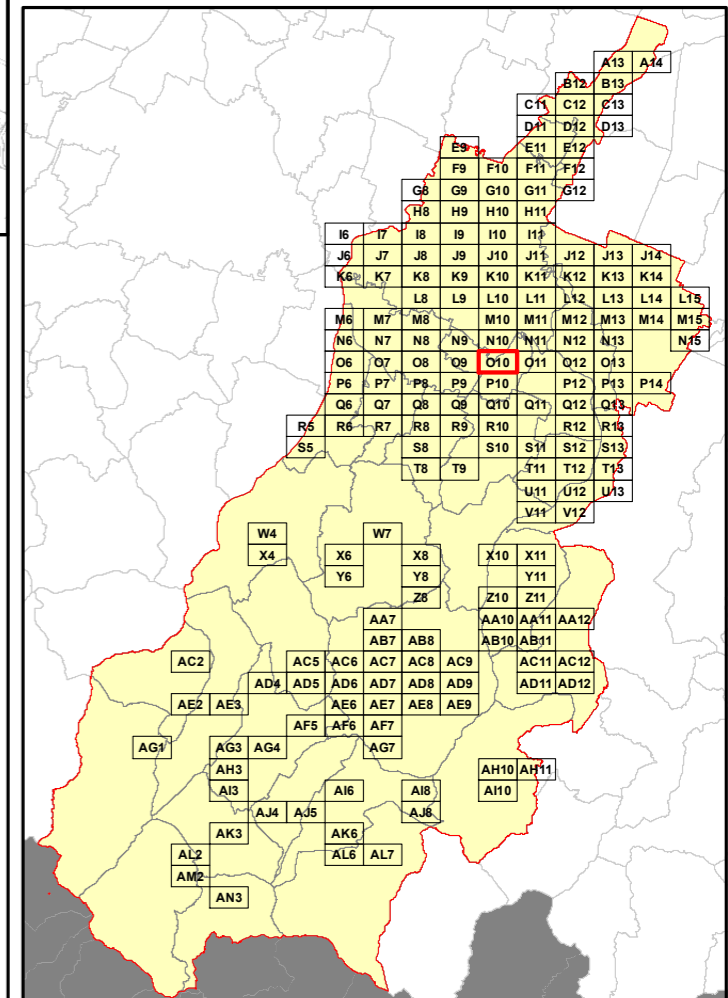 A13 A14
B12 B13
C11 C12 C13
D11 D12 D13
E9 E11 E12
F9 F10 F11 F12
G8 G9 G10 G11 G12
H8 H9 H10 H11
I6 I7 I8 I9 I10 I11
J6 J7 J8 J9 J10 J11 J12 J13 J14
K6 K7 K8 K9 K10 K11 K12 K13 K14
L8 L9 L10 L11 L12 L13 L14 L15
M6 M7 M8 M10 M11 M12 M13 M14 M15
N6 N7 N8 N9 N10 N11 N12 N13 N15
O6 O7 O8 O9 O10 O11 O12 O13
P6 P7 P8 P9 P10 P12 P13 P14
Q6 Q7 Q8 Q9 Q10 Q11 Q12 Q13
R5 R6 R7 R8 R9 R10 R12 R13
S5 S8 S10 S11 S12 S13
T8 T9 T11 T12 T13
U11 U12 U13
V11 V12
W4 W7
X4 X6 X8 X10 X11
Y6 Y8 Y11
Z8 Z10 Z11
AA7 AA10 AA11 AA12
AB7 AB8 AB10 AB11
AC2 AC5 AC6 AC7 AC8 AC9 AC11 AC12
AD4 AD5 AD6 AD7 AD8 AD9 AD11 AD12
AE2 AE3 AE6 AE7 AE8 AE9
AF5 AF6 AF7
AG1 AG3 AG4 AG7
AH3 AH10 AH11
AI3 AI6 AI8 AI10
AJ4 AJ5 AJ8
AK3 AK6
AL2 AL6 AL7
AM2
AN3